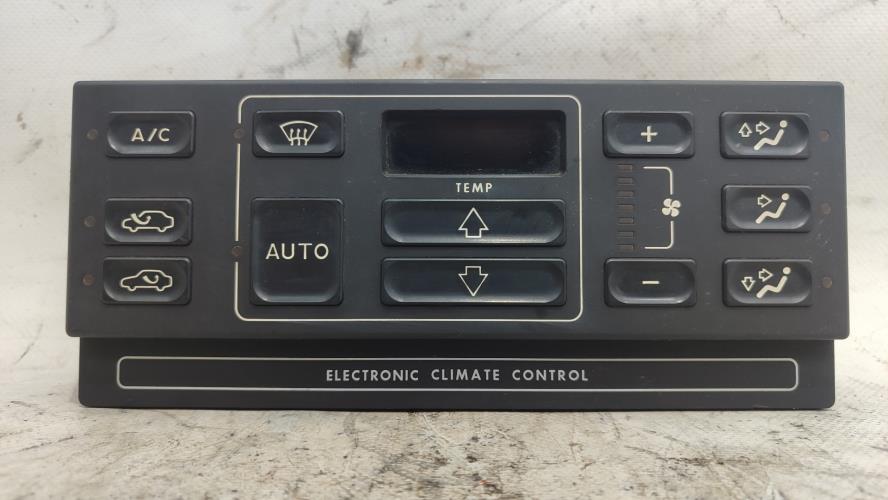 A/C
+
TEMP
AUTO
−
ELECTRONIC CLIMATE CONTROL